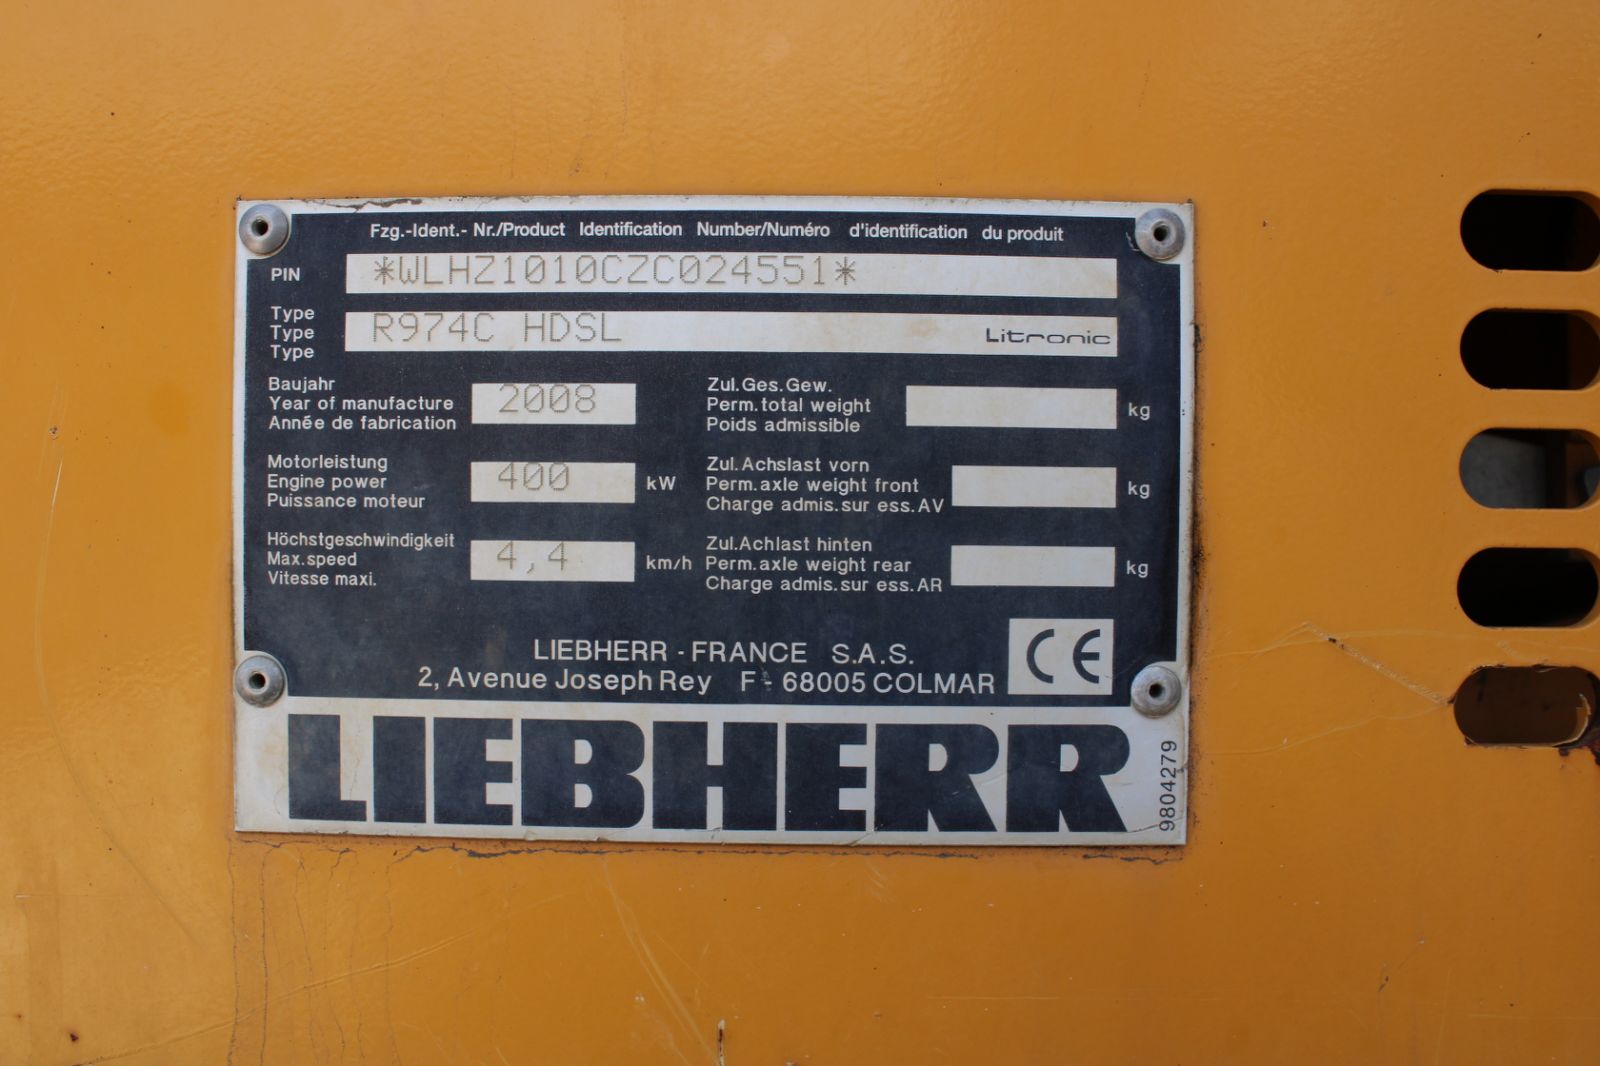 Fzg.-Ident.- Nr./Product Identification Number/Numéro d'identification du produit
PIN *WLHZ1010CZC024551*
Type
Type R974C HDSL Litronic
Type
Baujahr
Year of manufacture 2008
Année de fabrication
Zul.Ges.Gew.
Perm.total weight kg
Poids admissible
Motorleistung
Engine power 400 kW
Puissance moteur
Zul.Achslast vorn
Perm.axle weight front kg
Charge admis.sur ess.AV
Höchstgeschwindigkeit
Max.speed 4,4 km/h
Vitesse maxi.
Zul.Achlast hinten
Perm.axle weight rear kg
Charge admis.sur ess.AR
LIEBHERR - FRANCE S.A.S.
2, Avenue Joseph Rey F - 68005 COLMAR
CE
LIEBHERR
9804279